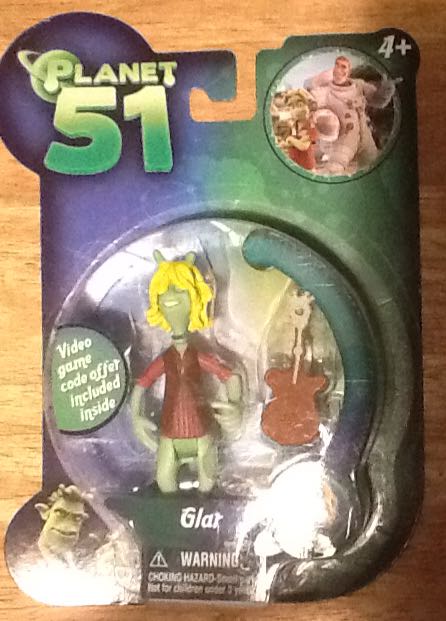 PLANET
51
4+
Video
game
code offer
included
inside
Glar
WARNING
CHOKING HAZARD-Small
Not for children under 3